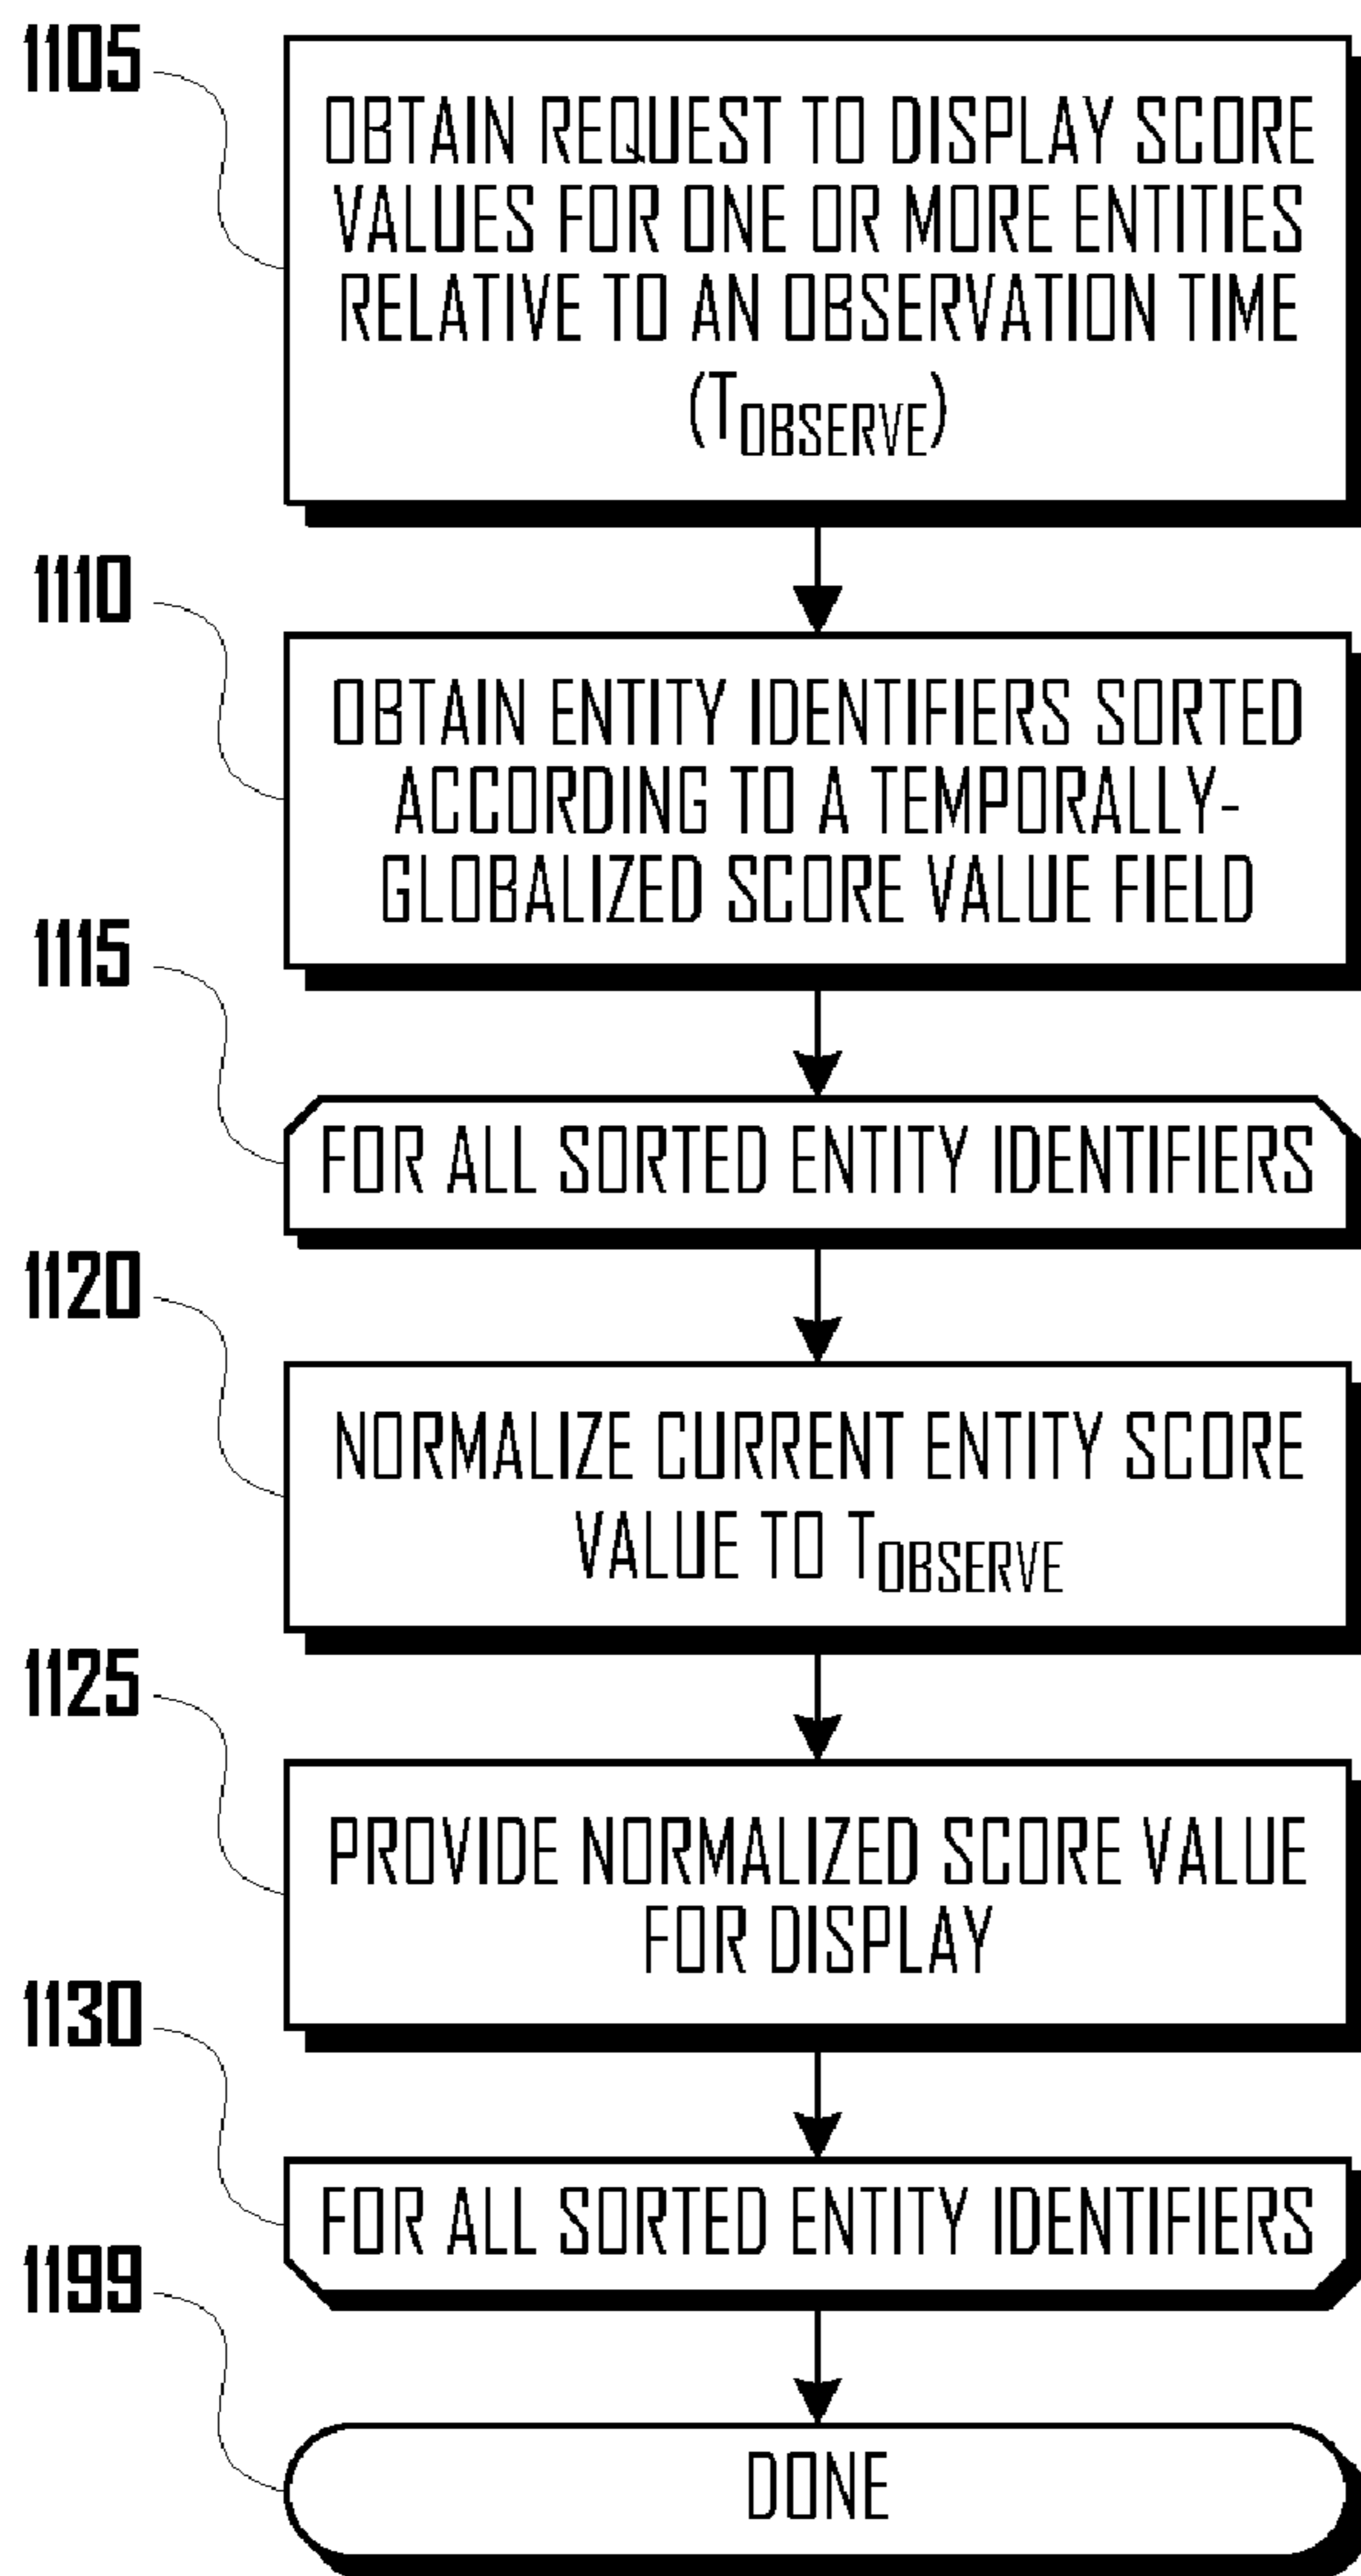 1105
OBTAIN REQUEST TO DISPLAY SCORE
VALUES FOR ONE OR MORE ENTITIES
RELATIVE TO AN OBSERVATION TIME
(TOBSERVE)
1110
OBTAIN ENTITY IDENTIFIERS SORTED
ACCORDING TO A TEMPORALLY-
GLOBALIZED SCORE VALUE FIELD
1115
FOR ALL SORTED ENTITY IDENTIFIERS
1120
NORMALIZE CURRENT ENTITY SCORE
VALUE TO TOBSERVE
1125
PROVIDE NORMALIZED SCORE VALUE
FOR DISPLAY
1130
FOR ALL SORTED ENTITY IDENTIFIERS
1199
DONE